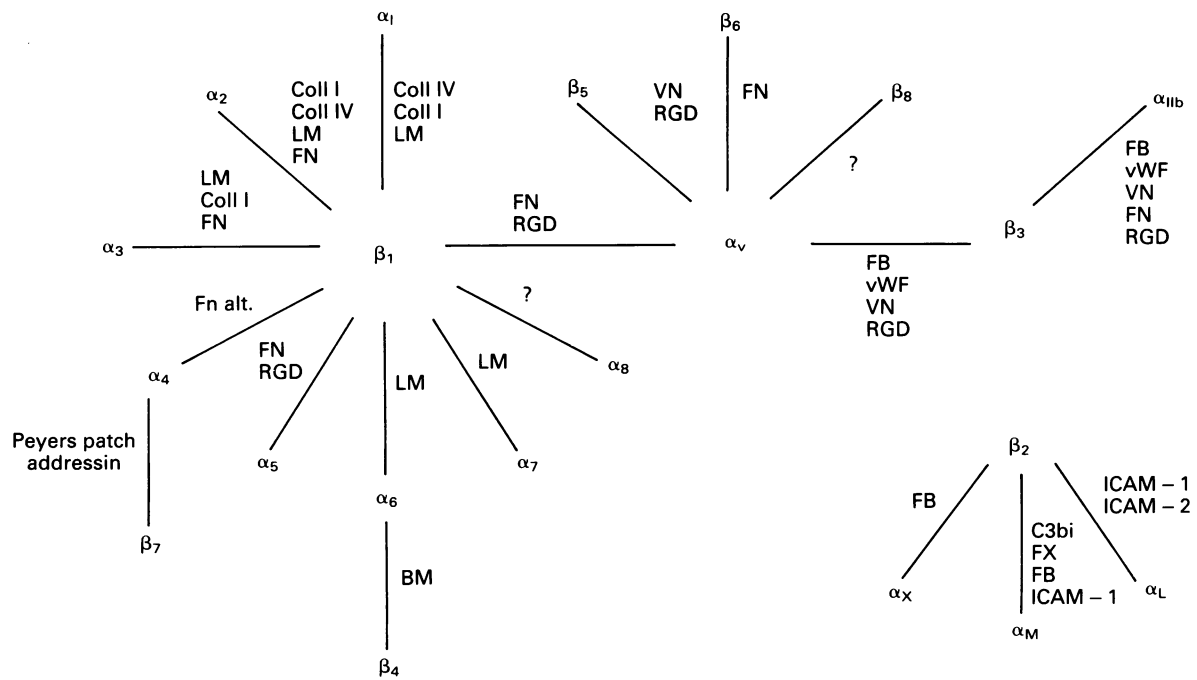 αI
β6
α2
Coll I
Coll IV
LM
FN
Coll IV
Coll I
LM
β5
VN
RGD
FN
β8
?
αIIb
FB
vWF
VN
FN
RGD
LM
Coll I
FN
FN
RGD
α3
β1
αv
β3
FB
vWF
VN
RGD
Fn alt.
?
FN
RGD
LM
LM
α8
α4
Peyers patch
addressin
α5
α7
α6
β7
BM
β4
β2
FB
C3bi
FX
FB
ICAM – 1
ICAM – 1
ICAM – 2
αX
αM
αL